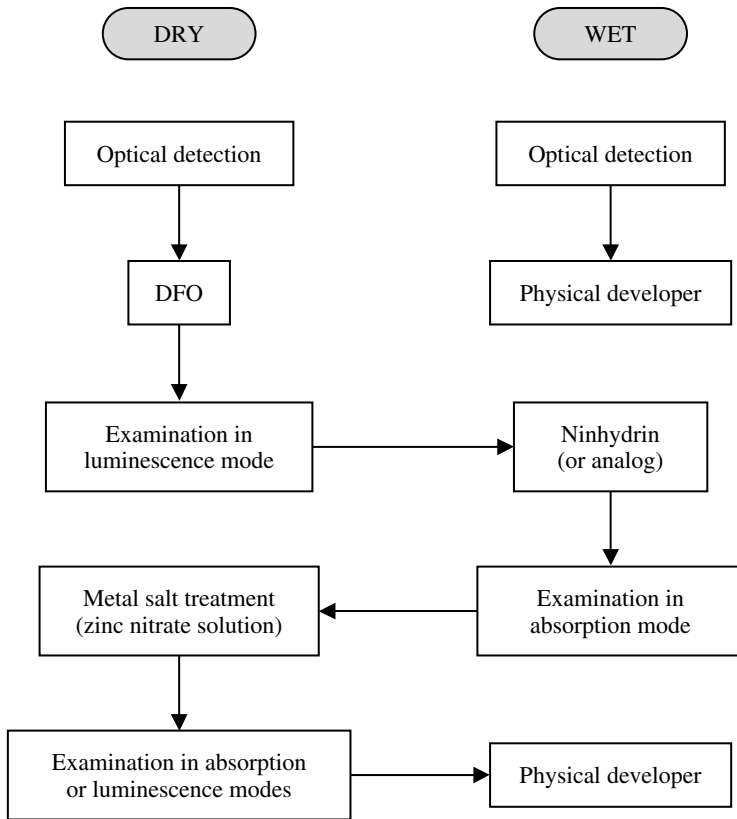 DRY
WET
Optical detection
Optical detection
DFO
Physical developer
Examination in
luminescence mode
Ninhydrin
(or analog)
Metal salt treatment
(zinc nitrate solution)
Examination in
absorption mode
Examination in absorption
or luminescence modes
Physical developer